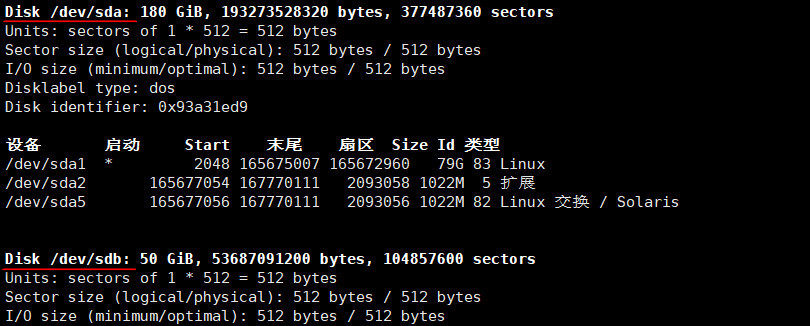 Disk /dev/sda: 180 GiB, 193273528320 bytes, 377487360 sectors
Units: sectors of 1 * 512 = 512 bytes
Sector size (logical/physical): 512 bytes / 512 bytes
I/O size (minimum/optimal): 512 bytes / 512 bytes
Disklabel type: dos
Disk identifier: 0x93a31ed9
设备 启动 Start 末尾 扇区 Size Id 类型
/dev/sda1 * 2048 165675007 165672960 79G 83 Linux
/dev/sda2 165677054 167770111 2093058 1022M 5 扩展
/dev/sda5 165677056 167770111 2093056 1022M 82 Linux 交换 / Solaris
Disk /dev/sdb: 50 GiB, 53687091200 bytes, 104857600 sectors
Units: sectors of 1 * 512 = 512 bytes
Sector size (logical/physical): 512 bytes / 512 bytes
I/O size (minimum/optimal): 512 bytes / 512 bytes